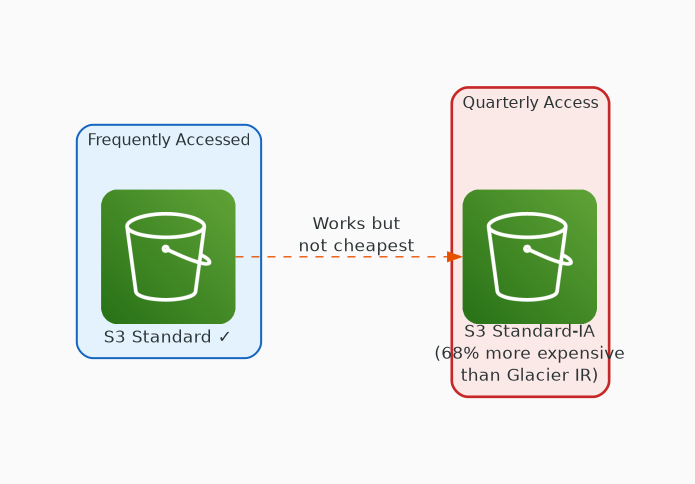 Frequently Accessed
S3 Standard ✓
Works but
not cheapest
Quarterly Access
S3 Standard-IA
(68% more expensive
than Glacier IR)